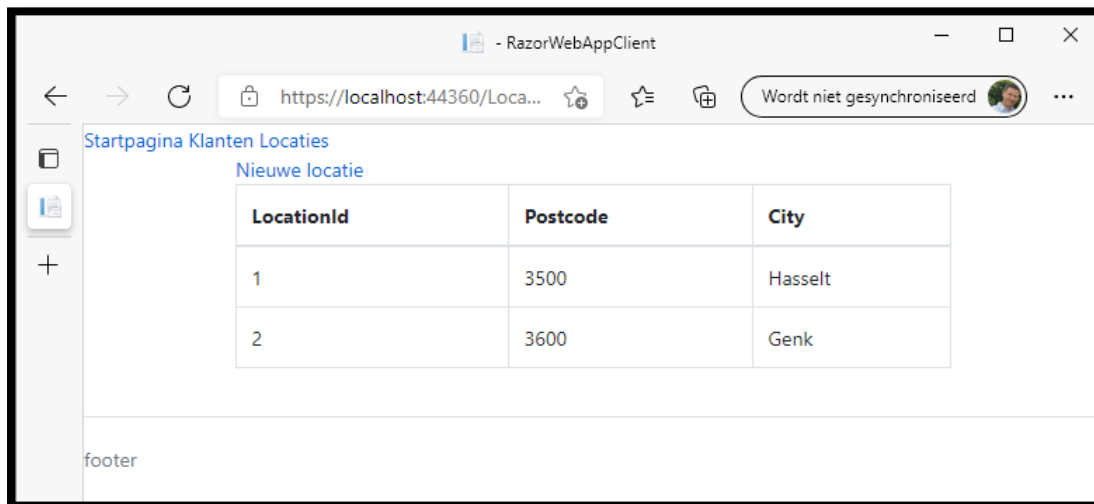 - RazorWebAppClient
https://localhost:44360/Loca...
Wordt niet gesynchroniseerd
Startpagina Klanten Locaties
Nieuwe locatie
LocationId Postcode City
1 3500 Hasselt
2 3600 Genk
footer